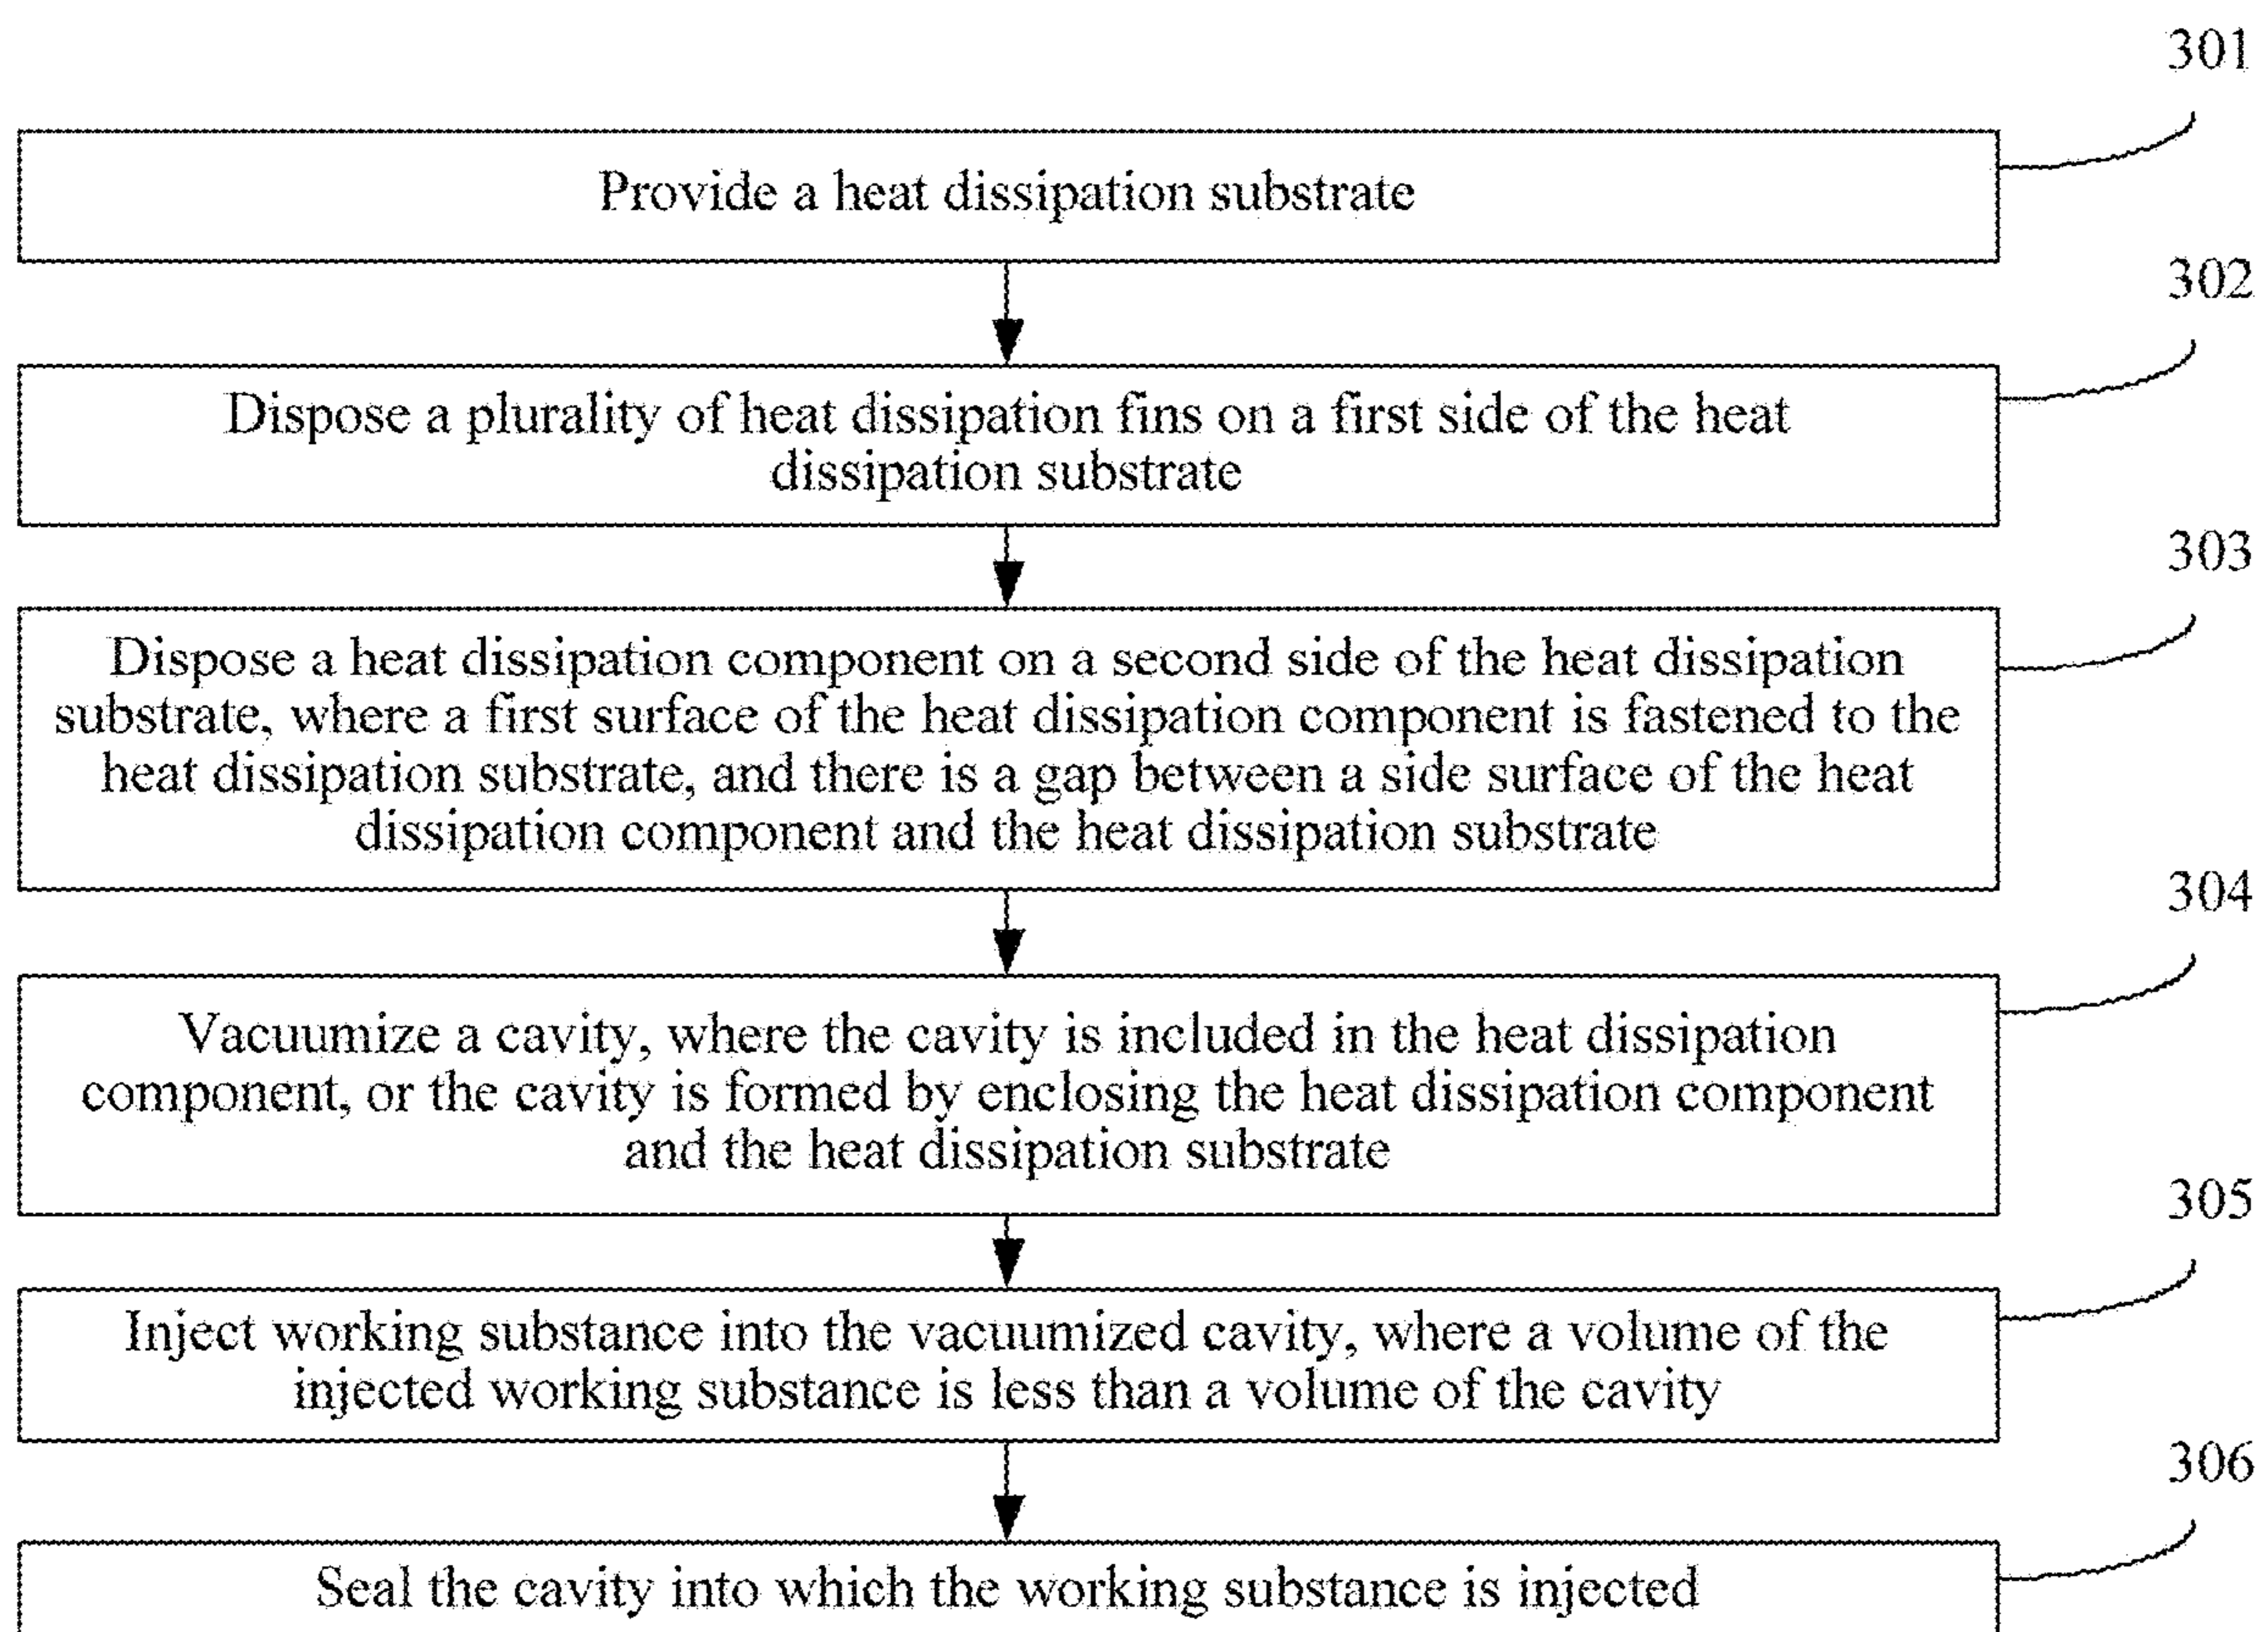 301
Provide a heat dissipation substrate
302
Dispose a plurality of heat dissipation fins on a first side of the heat
dissipation substrate
303
Dispose a heat dissipation component on a second side of the heat dissipation
substrate, where a first surface of the heat dissipation component is fastened to the
heat dissipation substrate, and there is a gap between a side surface of the heat
dissipation component and the heat dissipation substrate
304
Vacuumize a cavity, where the cavity is included in the heat dissipation
component, or the cavity is formed by enclosing the heat dissipation component
and the heat dissipation substrate
305
Inject working substance into the vacuumized cavity, where a volume of the
injected working substance is less than a volume of the cavity
306
Seal the cavity into which the working substance is injected